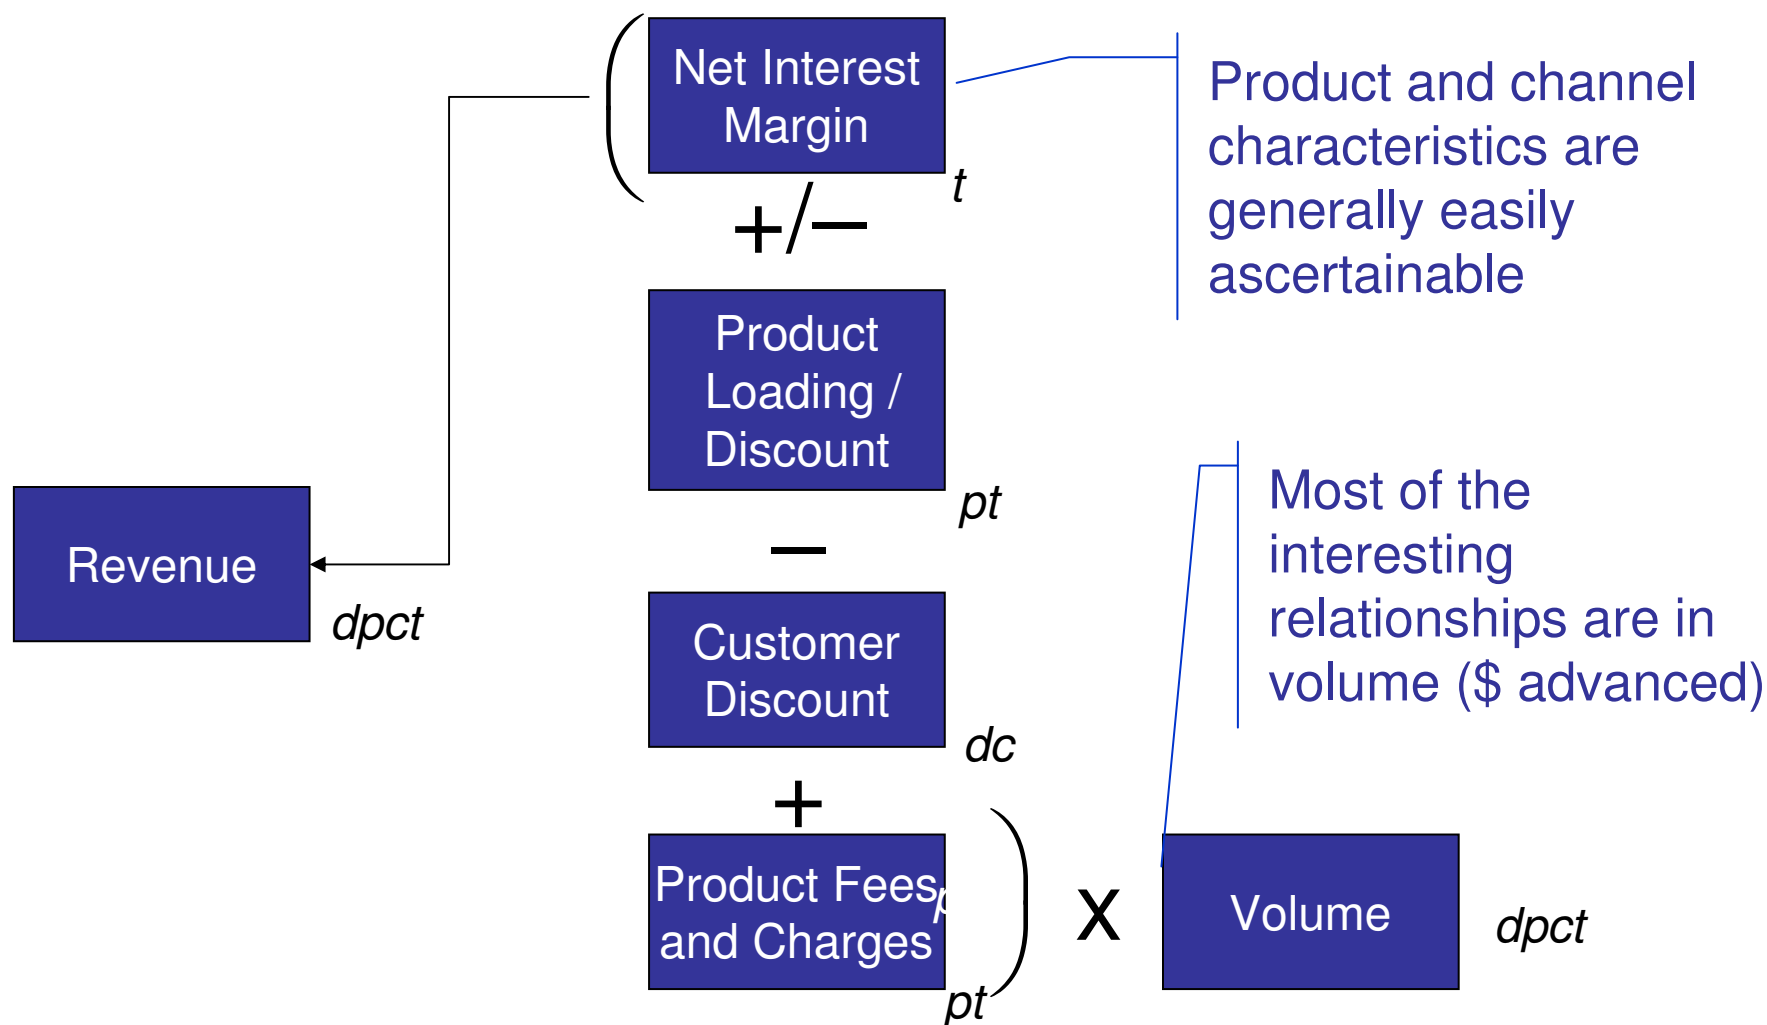 Net Interest
Margin
t
+/−
Product
Loading /
Discount
pt
−
Customer
Discount
dc
+
Product Fees
and Charges
pt
x
Volume
dpct
Revenue
dpct
Product and channel
characteristics are
generally easily
ascertainable
Most of the
interesting
relationships are in
volume ($ advanced)